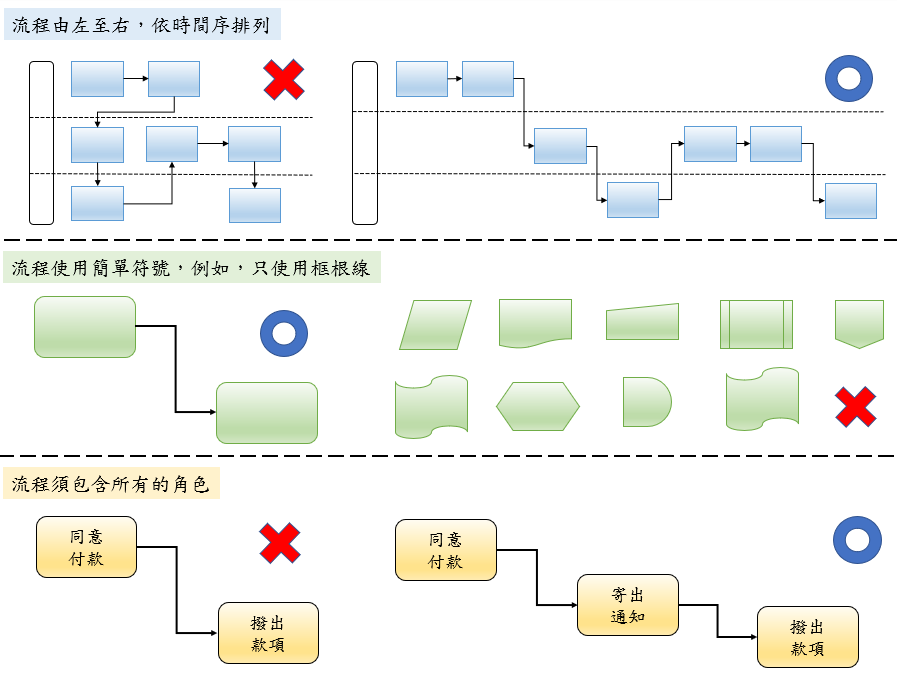 流程由左至右，依時間序排列
流程使用簡單符號，例如，只使用框根線
流程須包含所有的角色
同意
付款
撥出
款項
同意
付款
寄出
通知
撥出
款項